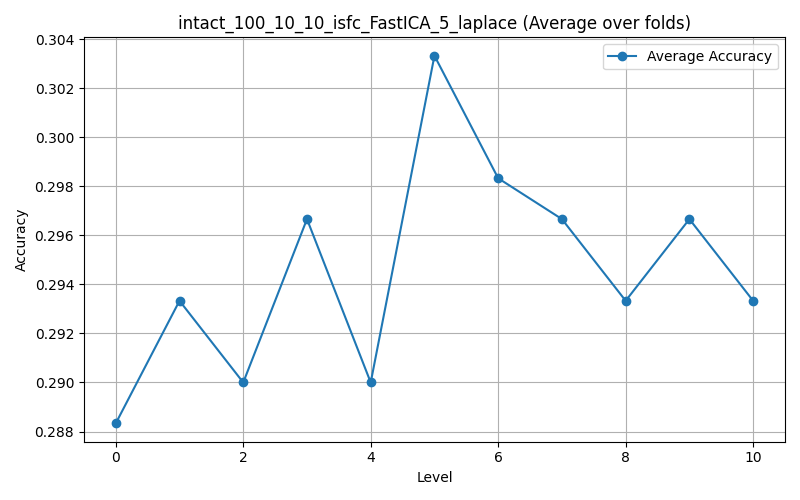 intact_100_10_10_isfc_FastICA_5_laplace (Average over folds)
Average Accuracy
Accuracy
0.304
0.302
0.300
0.298
0.296
0.294
0.292
0.290
0.288
0 2 4 6 8 10
Level